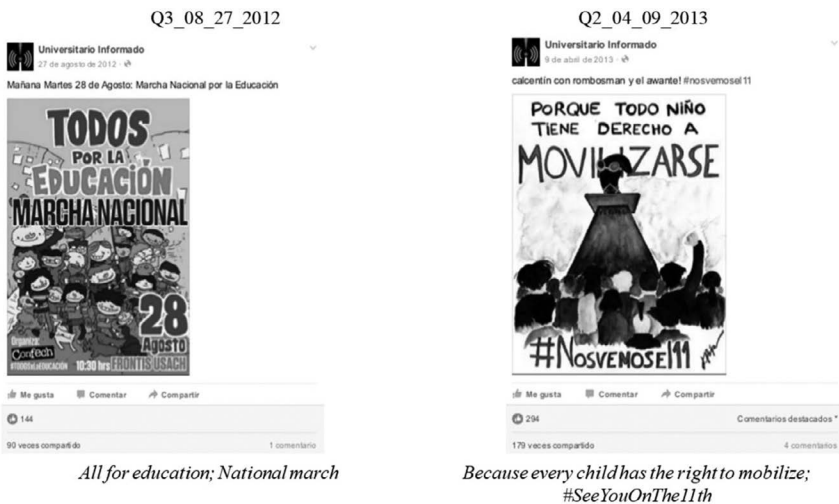 Q3_08_27_2012
Universitario Informado
27 de agosto de 2012
Mañana Martes 28 de Agosto: Marcha Nacional por la Educación
TODOS
POR LA
EDUCACIÓN
MARCHA NACIONAL
28
Agosto
Organiza:
Confech
#TODOSXLAEDUCACIÓN
10:30 hrs FRONTIS USACH
Me gusta Comentar Compartir
144
90 veces compartido 1 comentario
All for education; National march
Q2_04_09_2013
Universitario Informado
9 de abril de 2013
calcentín con rombosman y el awante! #nosvemosel11
PORQUE TODO NIÑO
TIENE DERECHO A
MOVILIZARSE
#NOSVEMOSEL11
Me gusta Comentar Compartir
294 Comentarios destacados
179 veces compartido 4 comentarios
Because every child has the right to mobilize;
#SeeYouOnThe11th